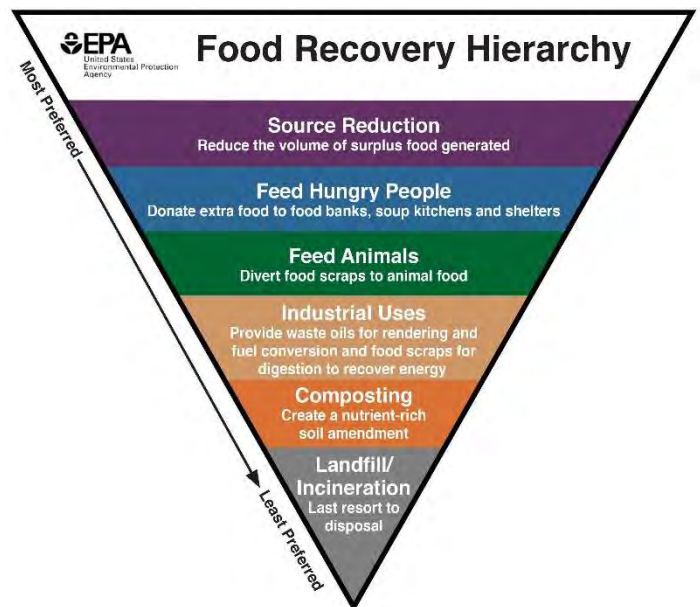 EPA
United States
Environmental Protection
Agency
Food Recovery Hierarchy
Most Preferred
Source Reduction
Reduce the volume of surplus food generated
Feed Hungry People
Donate extra food to food banks, soup kitchens and shelters
Feed Animals
Divert food scraps to animal food
Industrial Uses
Provide waste oils for rendering and
fuel conversion and food scraps for
digestion to recover energy
Composting
Create a nutrient-rich
soil amendment
Landfill/
Incineration
Last resort to
disposal
Least Preferred